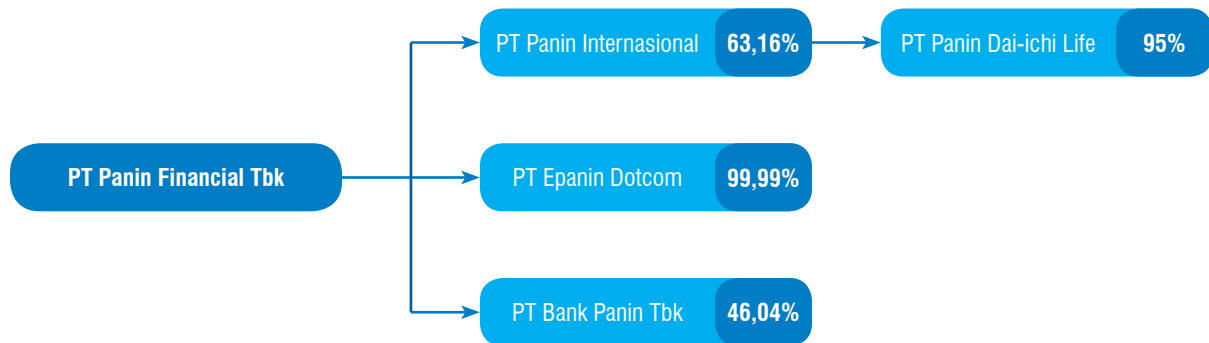 PT Panin Internasional 63,16%
PT Panin Dai-ichi Life 95%
PT Panin Financial Tbk
PT Epanin Dotcom 99,99%
PT Bank Panin Tbk 46,04%